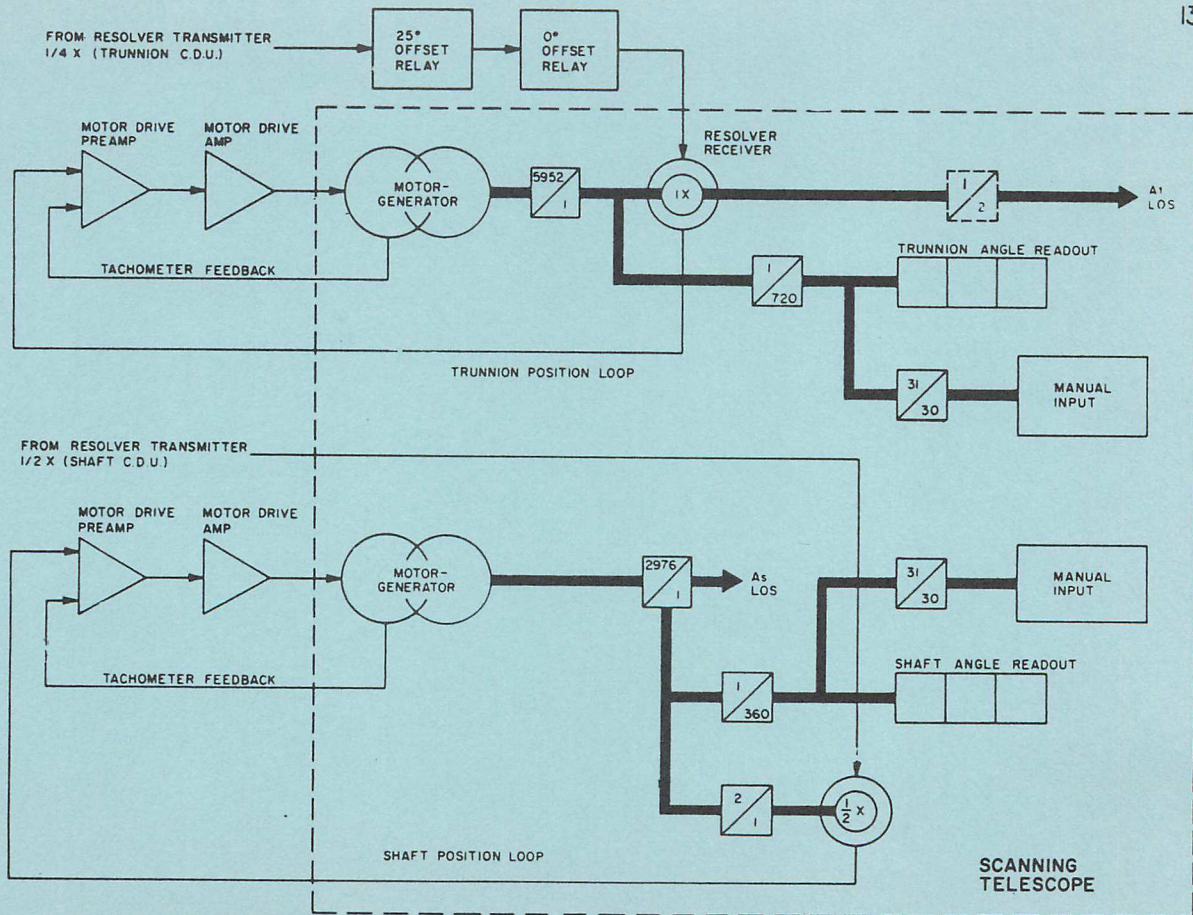 13
FROM RESOLVER TRANSMITTER
1/4 X (TRUNNION C.D.U.)
25°
OFFSET
RELAY
0°
OFFSET
RELAY
MOTOR DRIVE
PREAMP
MOTOR DRIVE
AMP
RESOLVER
RECEIVER
MOTOR-
GENERATOR
5952
1
1X
1
2
At
LOS
TACHOMETER FEEDBACK
TRUNNION ANGLE READOUT
1
720
TRUNNION POSITION LOOP
31
30
MANUAL
INPUT
FROM RESOLVER TRANSMITTER
1/2 X (SHAFT C.D.U.)
MOTOR DRIVE
PREAMP
MOTOR DRIVE
AMP
MOTOR-
GENERATOR
2976
1
As
LOS
31
30
MANUAL
INPUT
TACHOMETER FEEDBACK
SHAFT ANGLE READOUT
1
360
2
1
1/2 X
SHAFT POSITION LOOP
SCANNING
TELESCOPE